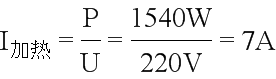 I加热 = P/U = 1540W/220V = 7A